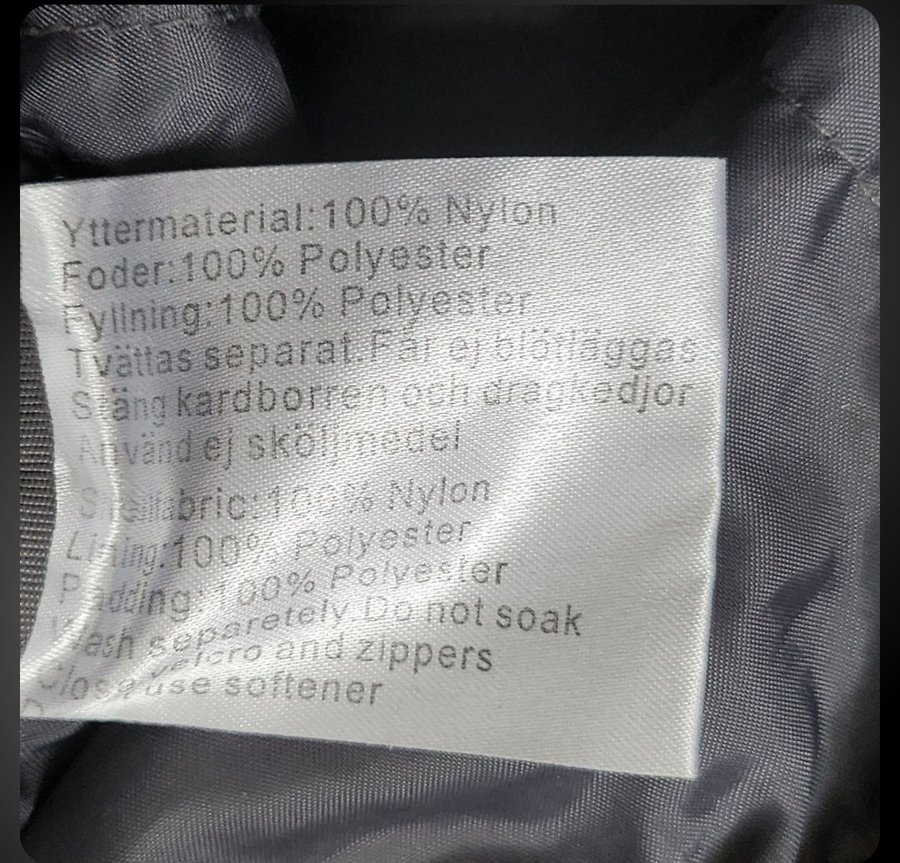 Yttermaterial:100% Nylon
Foder:100% Polyester
Fyllning:100% Polyester
Tvättas separat.Får ej blötläggas
Stäng kardborren och dragkedjor
Använd ej sköljmedel
Shellfabric:100% Nylon
Lining:100% Polyester
Padding:100% Polyester
Wesh separetely.Do not soak
Close velcro and zippers
use softener